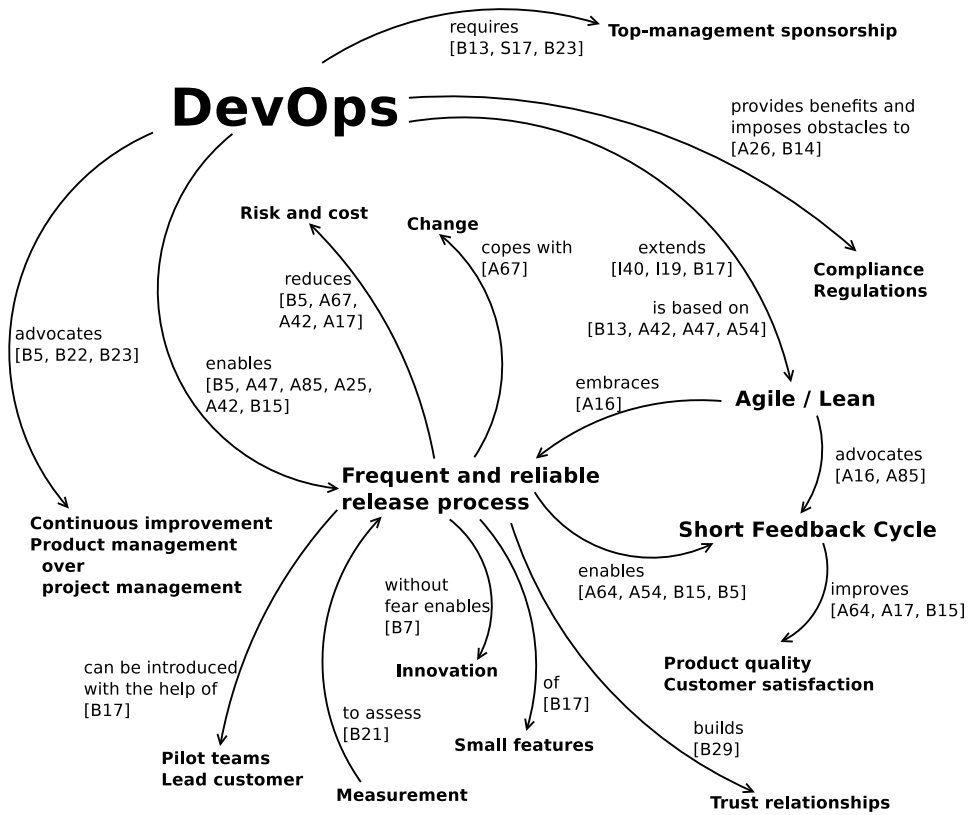 requires
[B13, S17, B23]
Top-management sponsorship
DevOps
provides benefits and
imposes obstacles to
[A26, B14]
Risk and cost
Change
copes with
[A67]
extends
[I40, I19, B17]
Compliance
Regulations
reduces
[B5, A67,
A42, A17]
is based on
[B13, A42, A47, A54]
advocates
[B5, B22, B23]
enables
[B5, A47, A85, A25,
A42, B15]
embraces
[A16]
Agile / Lean
advocates
[A16, A85]
Frequent and reliable
release process
Continuous improvement
Product management
over
project management
Short Feedback Cycle
enables
[A64, A54, B15, B5]
improves
[A64, A17, B15]
without
fear enables
[B7]
can be introduced
with the help of
[B17]
Innovation
Product quality
Customer satisfaction
of
[B17]
to assess
[B21]
builds
[B29]
Small features
Pilot teams
Lead customer
Measurement
Trust relationships